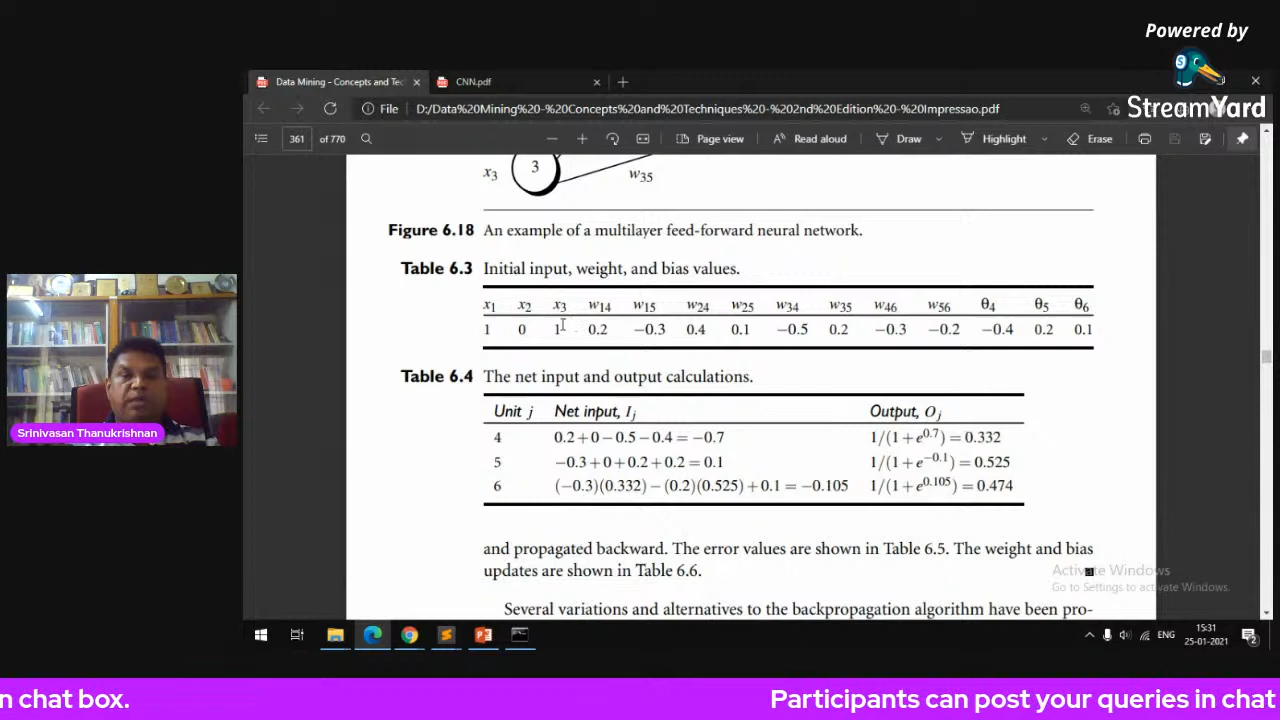 Powered by
StreamYard
Data Mining - Concepts and Tec
CNN.pdf
File D:/Data%20Mining%20-%20Concepts%20and%20Techniques%20-%202nd%20Edition%20-%20Impressao.pdf
361 of 770 Page view Read aloud Draw Highlight Erase
x3 3 w35
Figure 6.18 An example of a multilayer feed-forward neural network.
Table 6.3 Initial input, weight, and bias values.
x1 x2 x3 w14 w15 w24 w25 w34 w35 w46 w56 θ4 θ5 θ6
1 0 1 0.2 −0.3 0.4 0.1 −0.5 0.2 −0.3 −0.2 −0.4 0.2 0.1
Table 6.4 The net input and output calculations.
Unit j Net input, Ij Output, Oj
4 0.2 + 0 − 0.5 − 0.4 = −0.7 1/(1 + e^0.7) = 0.332
5 −0.3 + 0 + 0.2 + 0.2 = 0.1 1/(1 + e^−0.1) = 0.525
6 (−0.3)(0.332) − (0.2)(0.525) + 0.1 = −0.105 1/(1 + e^0.105) = 0.474
and propagated backward. The error values are shown in Table 6.5. The weight and bias
updates are shown in Table 6.6.
Several variations and alternatives to the backpropagation algorithm have been pro-
Activate Windows
Go to Settings to activate Windows.
Srinivasan Thanukrishnan
ENG
15:31
25-01-2021
2
n chat box.
Participants can post your queries in chat